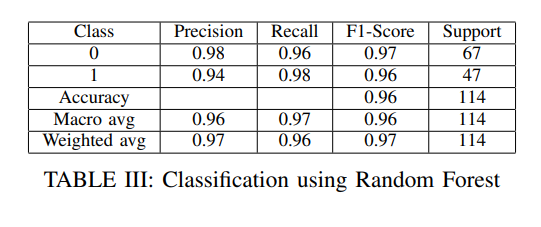 Class Precision Recall F1-Score Support
0 0.98 0.96 0.97 67
1 0.94 0.98 0.96 47
Accuracy 0.96 114
Macro avg 0.96 0.97 0.96 114
Weighted avg 0.97 0.96 0.97 114
TABLE III: Classification using Random Forest